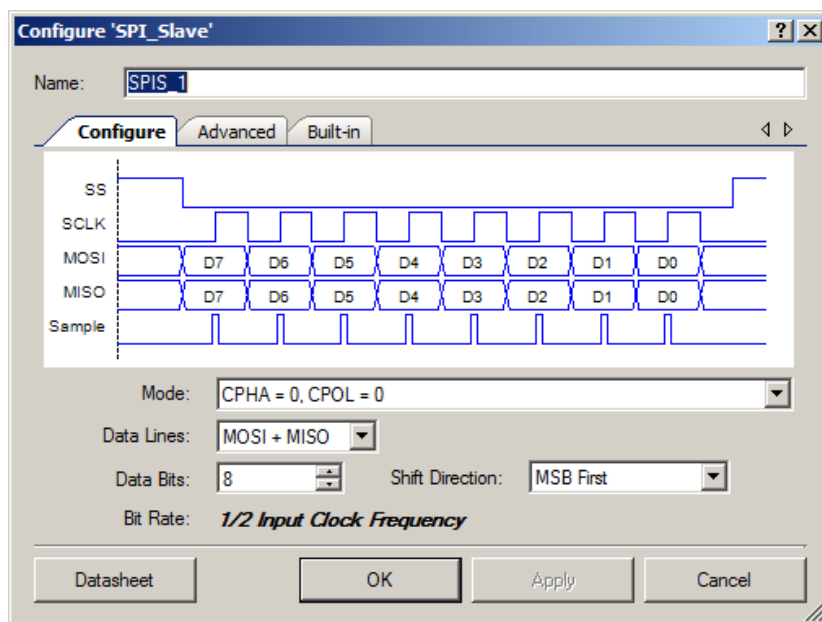 Configure 'SPI_Slave'
Name: SPIS_1
Configure Advanced Built-in
SS
SCLK
MOSI D7 D6 D5 D4 D3 D2 D1 D0
MISO D7 D6 D5 D4 D3 D2 D1 D0
Sample
Mode: CPHA = 0, CPOL = 0
Data Lines: MOSI + MISO
Data Bits: 8 Shift Direction: MSB First
Bit Rate: 1/2 Input Clock Frequency
Datasheet OK Apply Cancel